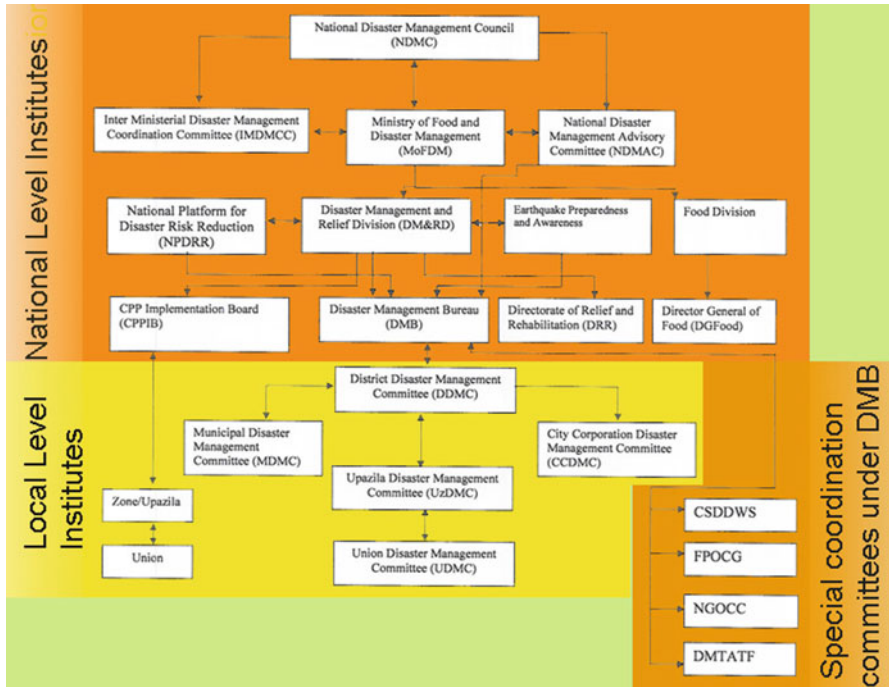 National Level Institutesion
National Disaster Management Council
(NDMC)
Inter Ministerial Disaster Management
Coordination Committee (IMDMCC)
Ministry of Food and
Disaster Management
(MoFDM)
National Disaster
Management Advisory
Committee (NDMAC)
National Platform for
Disaster Risk Reduction
(NPDRR)
Disaster Management and
Relief Division (DM&RD)
Earthquake Preparedness
and Awareness
Food Division
CPP Implementation Board
(CPPIB)
Disaster Management Bureau
(DMB)
Directorate of Relief and
Rehabilitation (DRR)
Director General of
Food (DGFood)
Local Level
Institutes
District Disaster Management
Committee (DDMC)
Municipal Disaster
Management
Committee (MDMC)
City Corporation Disaster
Management Committee
(CCDMC)
Upazila Disaster Management
Committee (UzDMC)
Zone/Upazila
Union
Union Disaster Management
Committee (UDMC)
Special coordination
committees under DMB
CSDDWS
FPOCG
NGOCC
DMTATF